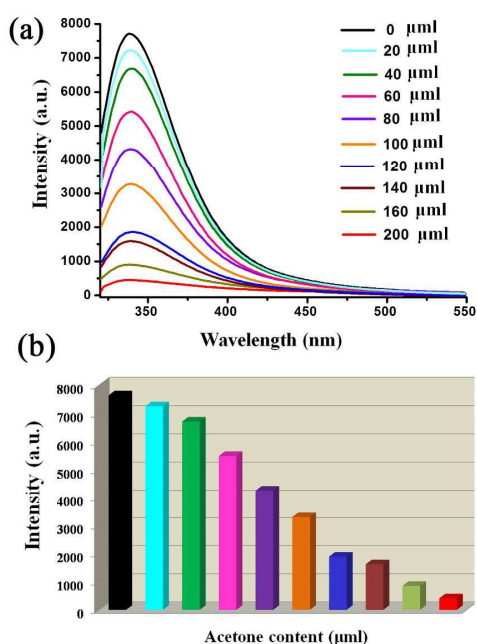 (a)
8000
7000
6000
5000
4000
3000
2000
1000
0
Intensity (a.u.)
0 µml
20 µml
40 µml
60 µml
80 µml
100 µml
120 µml
140 µml
160 µml
200 µml
350 400 450 500 550
Wavelength (nm)
(b)
8000
7000
6000
5000
4000
3000
2000
1000
0
Intensity (a.u.)
Acetone content (µml)